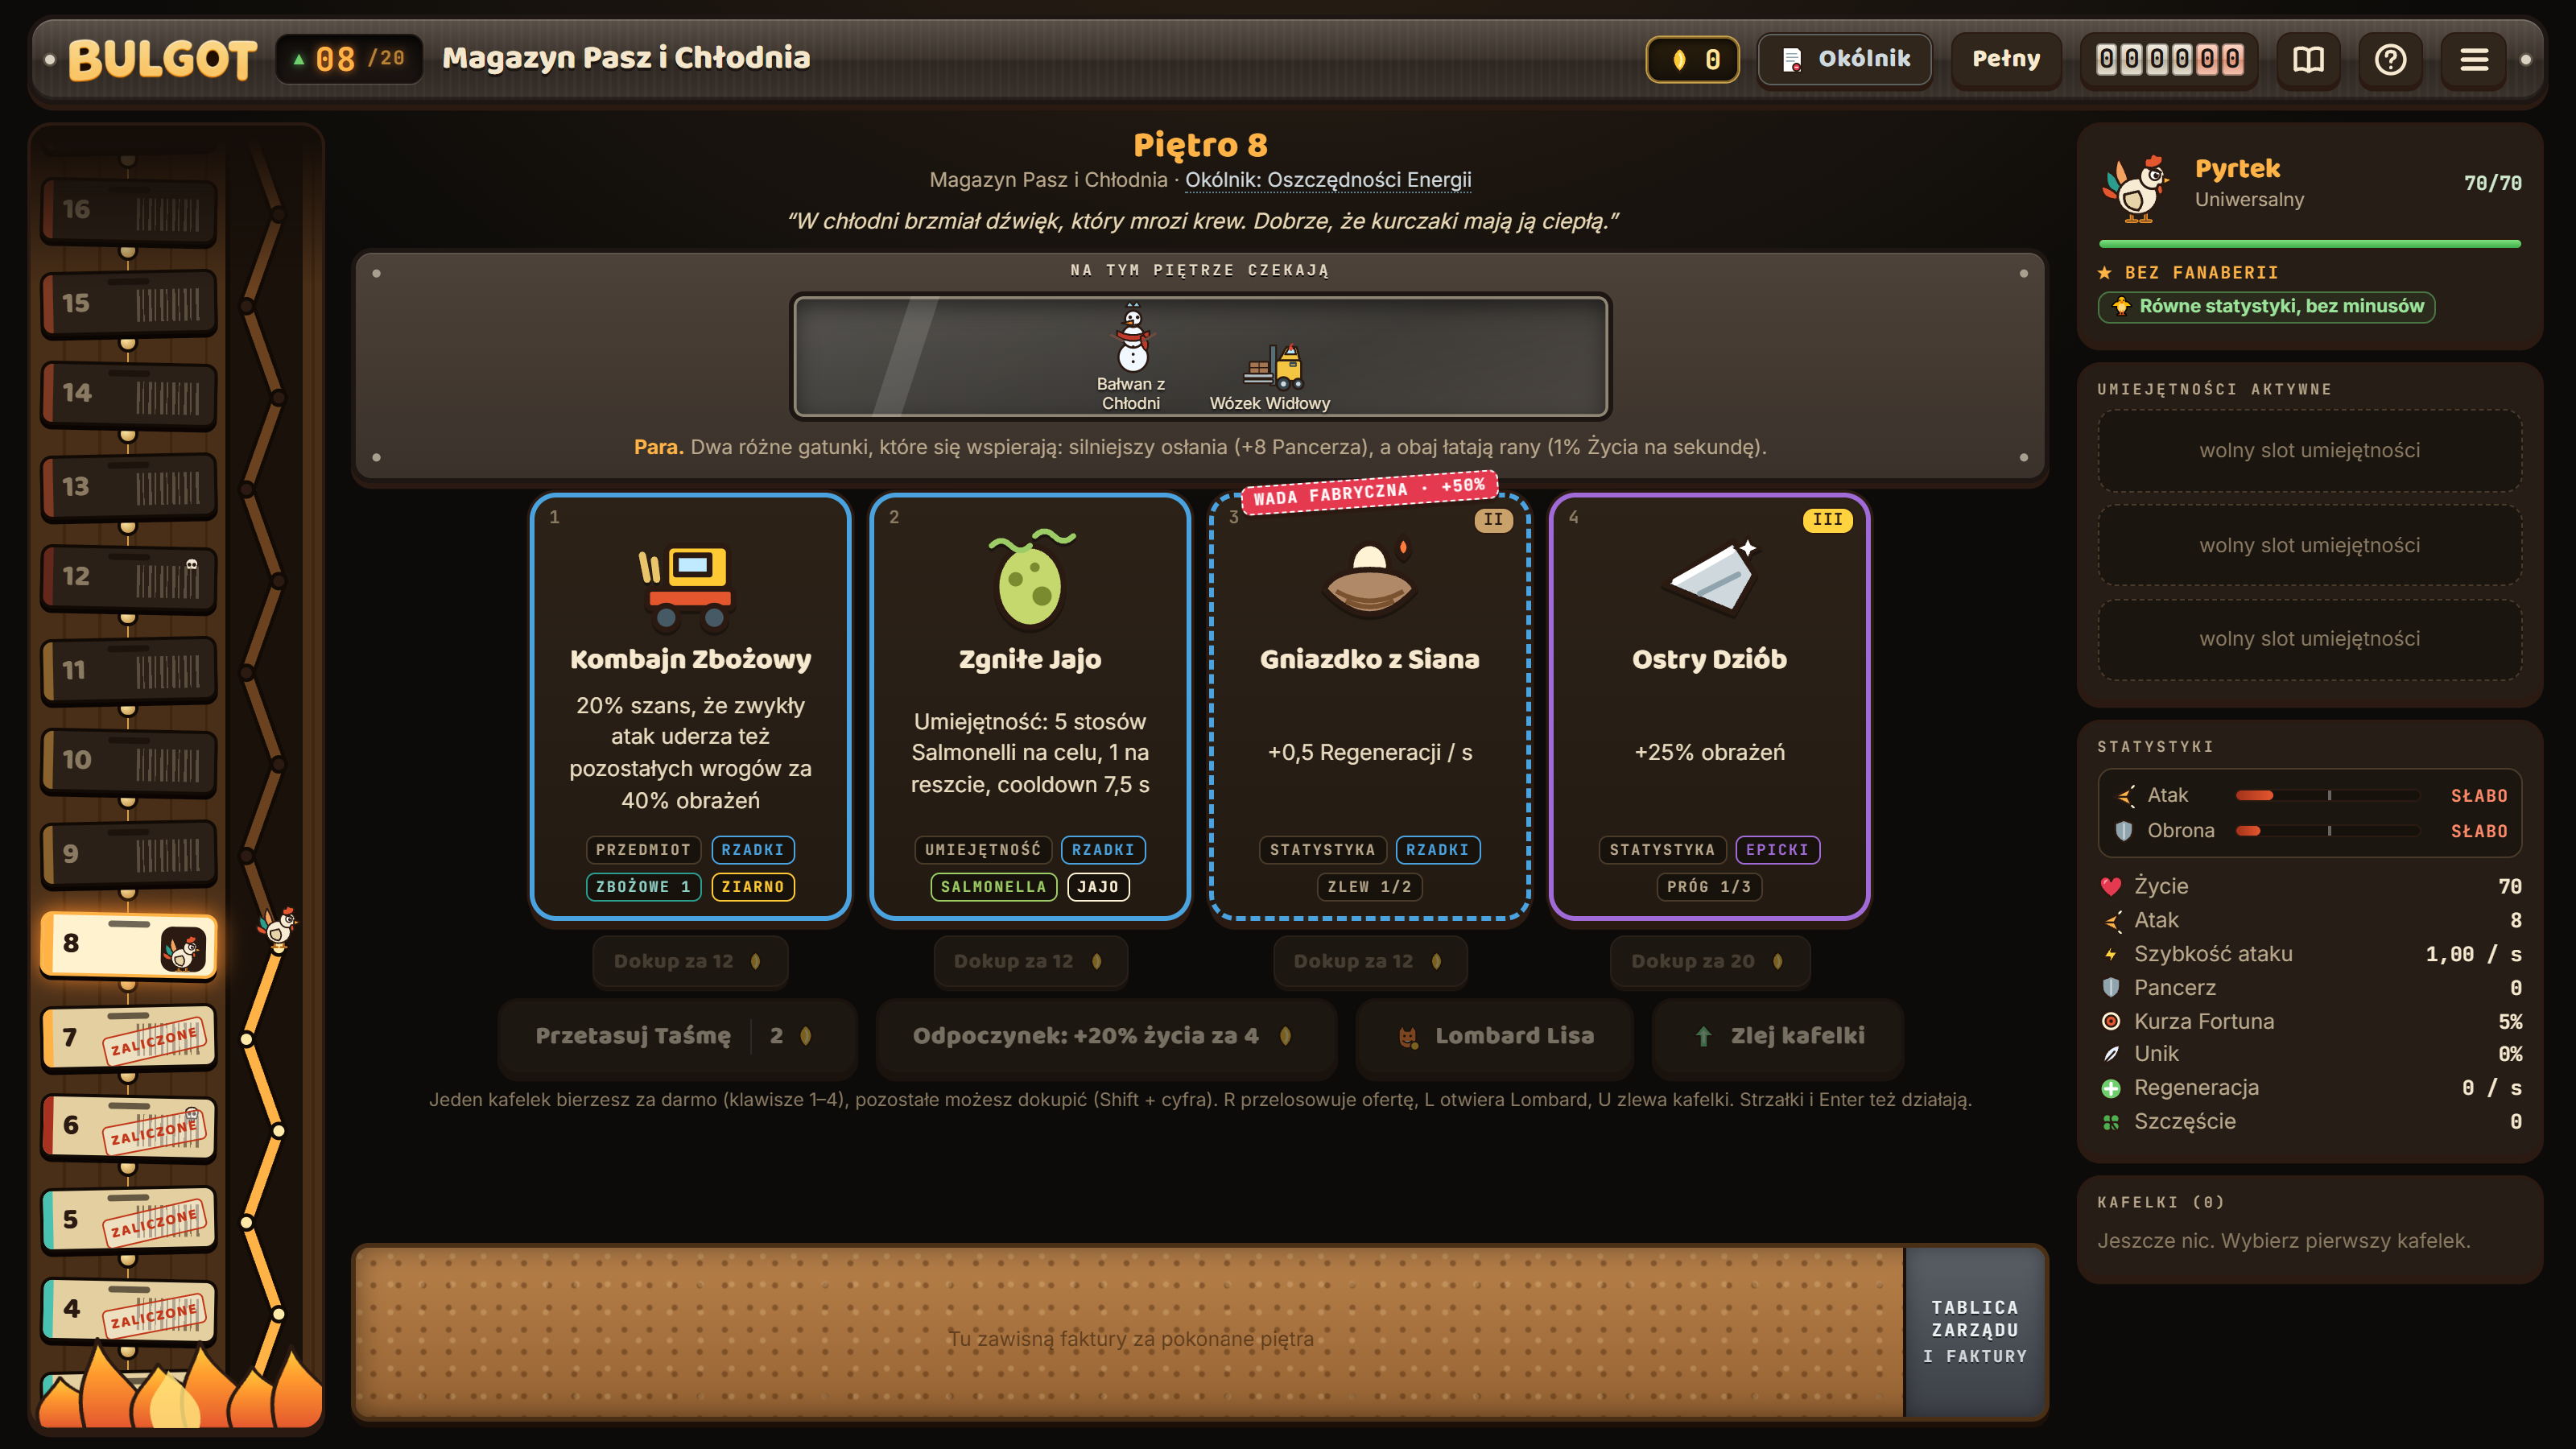 BULGOT
08 /20
Magazyn Pasz i Chłodnia
0
Okólnik
Pełny
000000
16
15
14
13
12
11
10
9
8
7
ZALICZONE
6
ZALICZONE
5
ZALICZONE
4
ZALICZONE
Piętro 8
Magazyn Pasz i Chłodnia · Okólnik: Oszczędności Energii
“W chłodni brzmiał dźwięk, który mrozi krew. Dobrze, że kurczaki mają ją ciepłą.”
NA TYM PIĘTRZE CZEKAJĄ
Bałwan z
Chłodni
Wózek Widłowy
Para. Dwa różne gatunki, które się wspierają: silniejszy osłania (+8 Pancerza), a obaj łatają rany (1% Życia na sekundę).
1
Kombajn Zbożowy
20% szans, że zwykły
atak uderza też
pozostałych wrogów za
40% obrażeń
PRZEDMIOT RZADKI
ZBOŻOWE 1 ZIARNO
Dokup za 12
2
Zgniłe Jajo
Umiejętność: 5 stosów
Salmonelli na celu, 1 na
reszcie, cooldown 7,5 s
UMIEJĘTNOŚĆ RZADKI
SALMONELLA JAJO
Dokup za 12
WADA FABRYCZNA · +50%
3
II
Gniazdko z Siana
+0,5 Regeneracji / s
STATYSTYKA RZADKI
ZLEW 1/2
Dokup za 12
4
III
Ostry Dziób
+25% obrażeń
STATYSTYKA EPICKI
PRÓG 1/3
Dokup za 20
Przetasuj Taśmę 2
Odpoczynek: +20% życia za 4
Lombard Lisa
Zlej kafelki
Jeden kafelek bierzesz za darmo (klawisze 1–4), pozostałe możesz dokupić (Shift + cyfra). R przelosowuje ofertę, L otwiera Lombard, U zlewa kafelki. Strzałki i Enter też działają.
Tu zawisną faktury za pokonane piętra
TABLICA
ZARZĄDU
I FAKTURY
Pyrtek
Uniwersalny
70/70
★ BEZ FANABERII
Równe statystyki, bez minusów
UMIEJĘTNOŚCI AKTYWNE
wolny slot umiejętności
wolny slot umiejętności
wolny slot umiejętności
STATYSTYKI
Atak SŁABO
Obrona SŁABO
Życie 70
Atak 8
Szybkość ataku 1,00 / s
Pancerz 0
Kurza Fortuna 5%
Unik 0%
Regeneracja 0 / s
Szczęście 0
KAFELKI (0)
Jeszcze nic. Wybierz pierwszy kafelek.